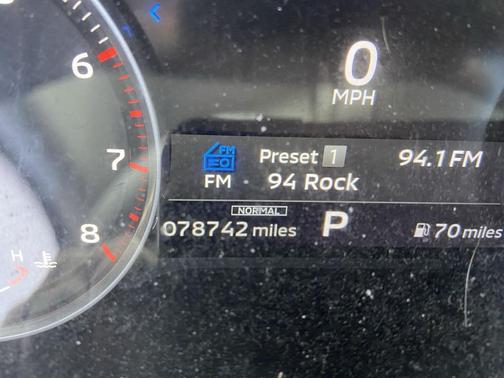 6
7
8
H
0
MPH
FM
FM
Preset 1
94.1 FM
94 Rock
NORMAL
078742 miles
P
70 miles